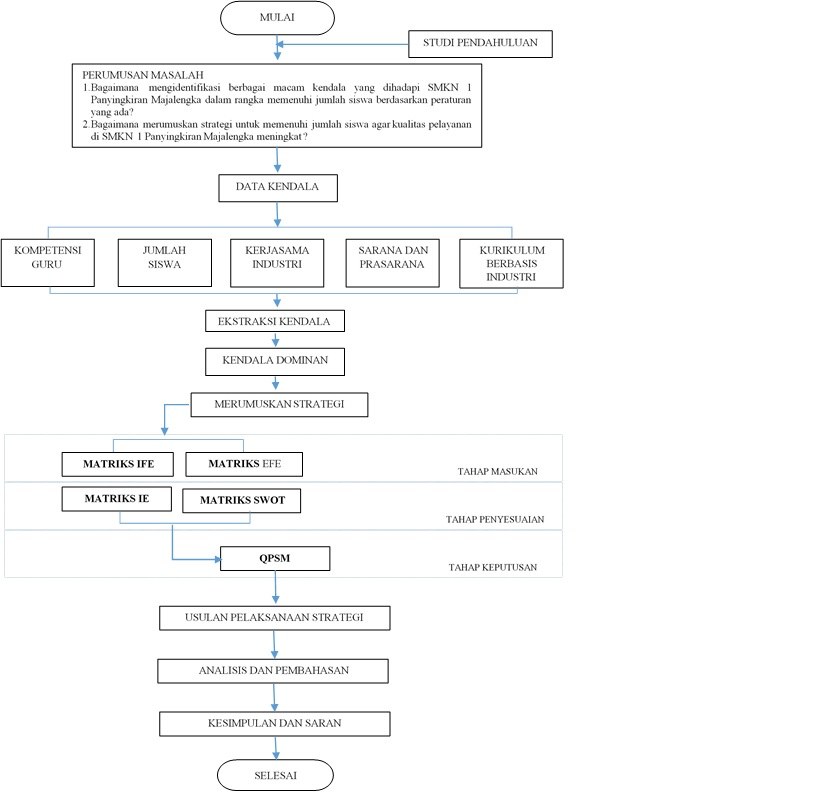 MULAI
STUDI PENDAHULUAN
PERUMUSAN MASALAH
1.Bagaimana mengidentifikasi berbagai macam kendala yang dihadapi SMKN 1
Panyingkiran Majalengka dalam rangka memenuhi jumlah siswa berdasarkan peraturan
yang ada?
2.Bagaimana merumuskan strategi untuk memenuhi jumlah siswa agar kualitas pelayanan
di SMKN 1 Panyingkiran Majalengka meningkat?
DATA KENDALA
KOMPETENSI
GURU
JUMLAH
SISWA
KERJASAMA
INDUSTRI
SARANA DAN
PRASARANA
KURIKULUM
BERBASIS
INDUSTRI
EKSTRAKSI KENDALA
KENDALA DOMINAN
MERUMUSKAN STRATEGI
MATRIKS IFE
MATRIKS EFE
TAHAP MASUKAN
MATRIKS IE
MATRIKS SWOT
TAHAP PENYESUAIAN
QPSM
TAHAP KEPUTUSAN
USULAN PELAKSANAAN STRATEGI
ANALISIS DAN PEMBAHASAN
KESIMPULAN DAN SARAN
SELESAI